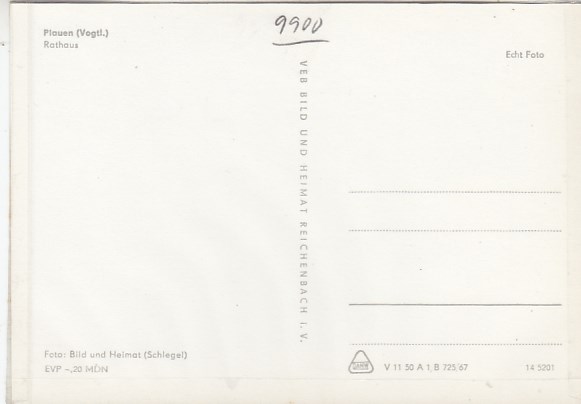 9900
Plauen (Vogtl.)
Rathaus
Echt Foto
VEB BILD UND HEIMAT REICHENBACH i. V.
Foto: Bild und Heimat (Schlegel)
EVP -,20 MDN
V 11 50 A 1, B 725/67
14 5201